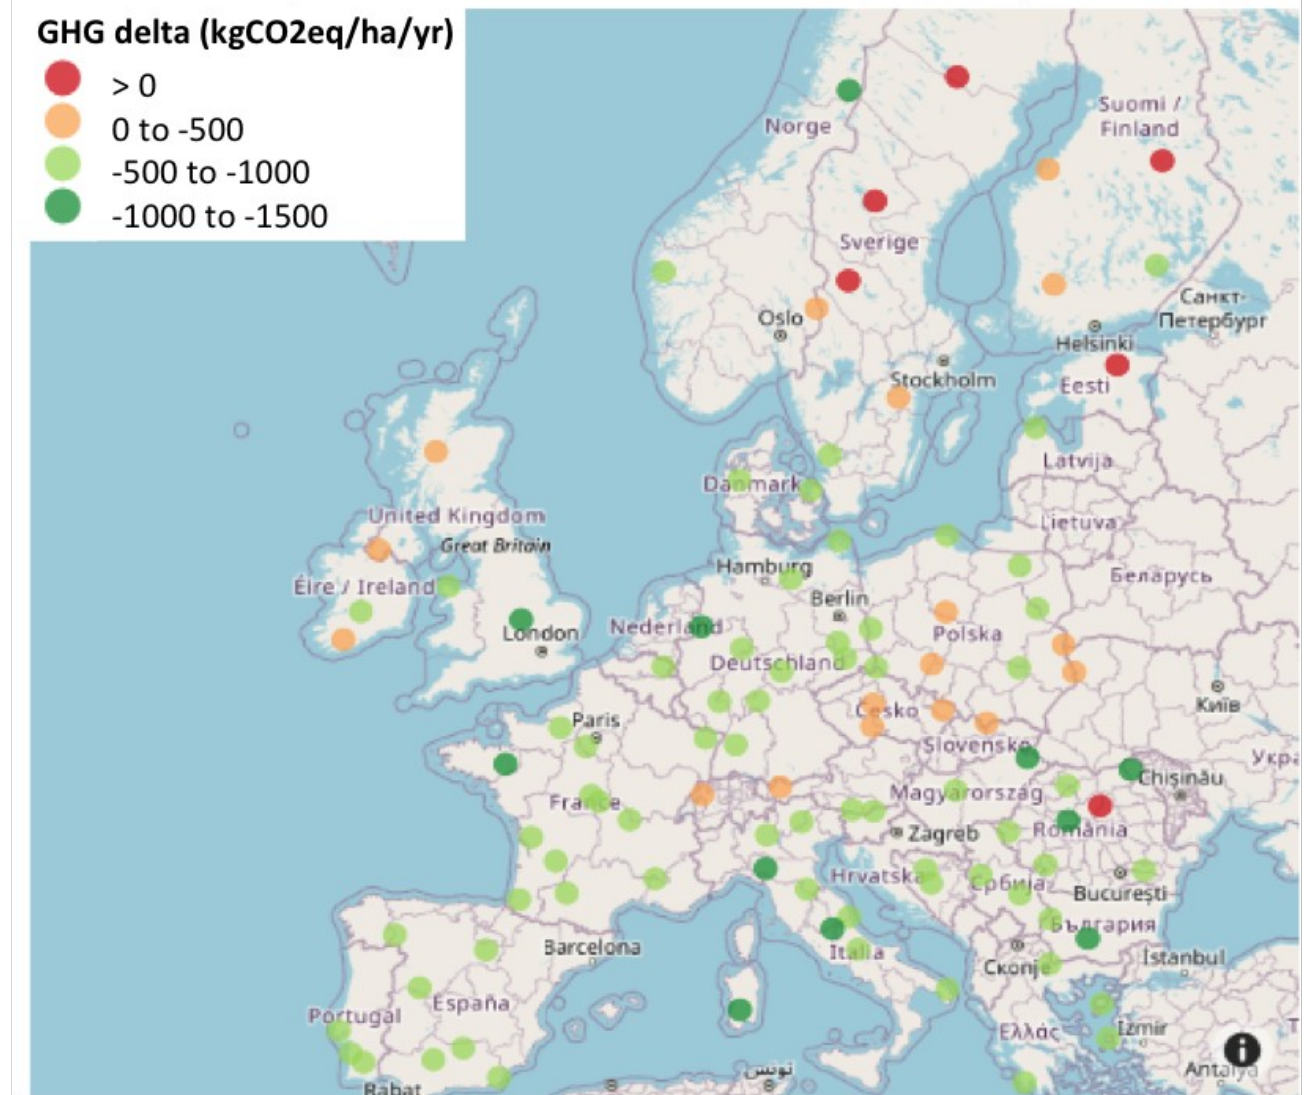 GHG delta (kgCO2eq/ha/yr)
> 0
0 to -500
-500 to -1000
-1000 to -1500
Norge
Suomi /
Finland
Sverige
Санкт-
Петербург
Oslo
Helsinki
Stockholm
Eesti
Latvija
Danmark
United Kingdom
Lietuva
Great Britain
Hamburg
Беларусь
Éire / Ireland
Berlin
London
Nederland
Polska
Deutschland
Київ
Paris
Česko
Slovensko
Укра
Chișinău
Magyarország
France
Zagreb
România
Hrvatska
Србија
București
България
Barcelona
Italia
Скопје
İstanbul
España
Portugal
Ελλάς
İzmir
Antalya
تونس
Rabat